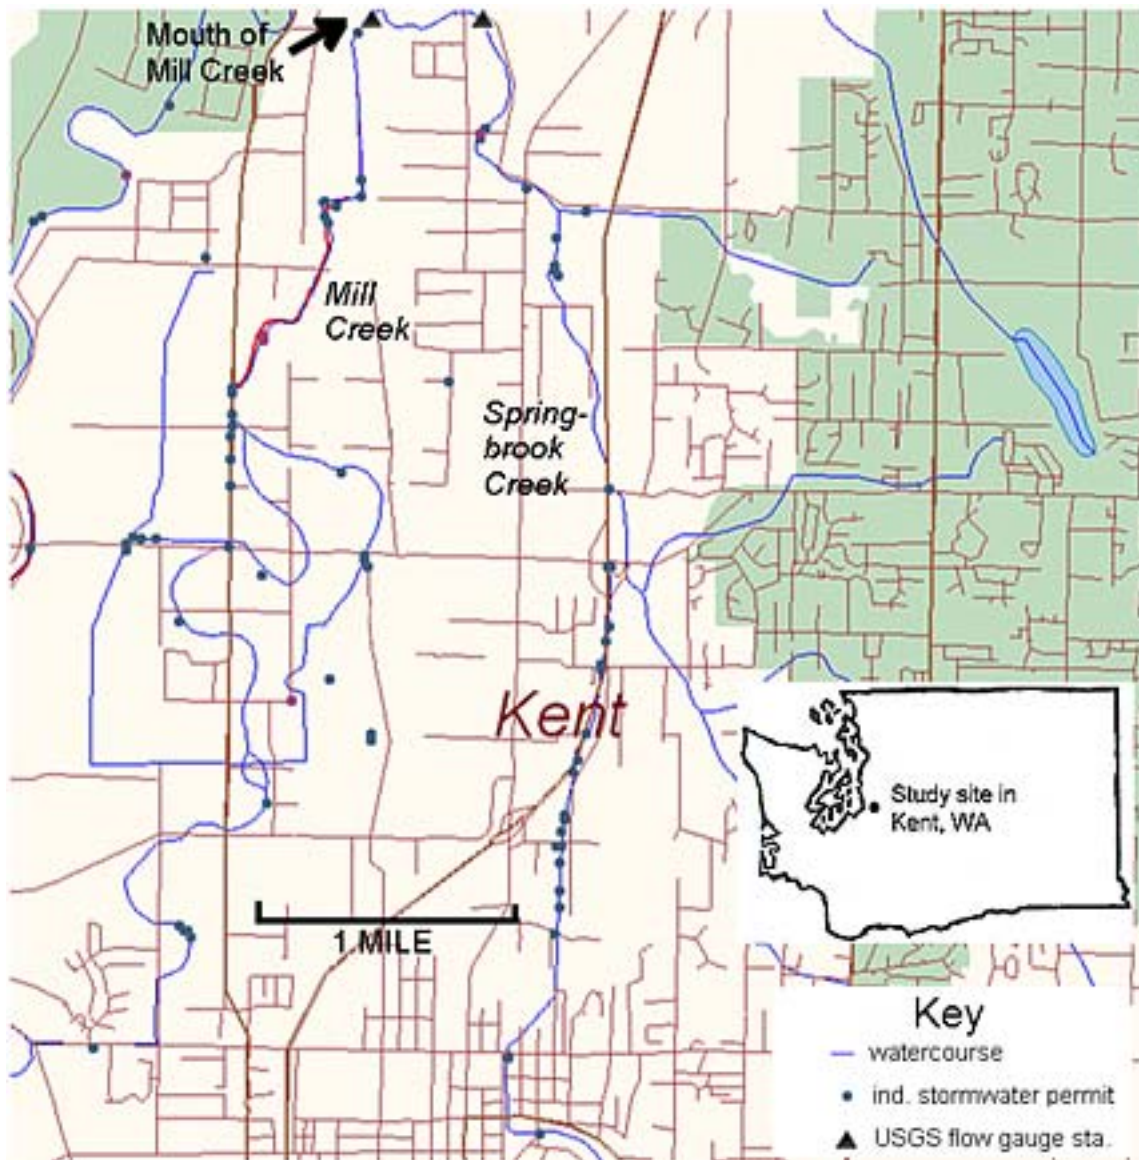 Mouth of
Mill Creek
Mill
Creek
Spring-
brook
Creek
Kent
Study site in
Kent, WA
1 MILE
Key
watercourse
ind. stormwater permit
USGS flow gauge sta.